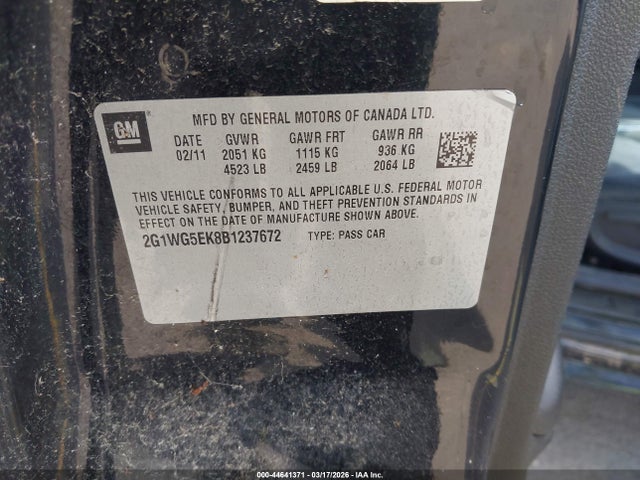 MFD BY GENERAL MOTORS OF CANADA LTD.
GM
DATE GVWR GAWR FRT GAWR RR
02/11 2051 KG 1115 KG 936 KG
4523 LB 2459 LB 2064 LB
THIS VEHICLE CONFORMS TO ALL APPLICABLE U.S. FEDERAL MOTOR
VEHICLE SAFETY, BUMPER, AND THEFT PREVENTION STANDARDS IN
EFFECT ON THE DATE OF MANUFACTURE SHOWN ABOVE.
2G1WG5EK8B1237672 TYPE: PASS CAR
000-44641371 - 03/17/2026 - IAA Inc.